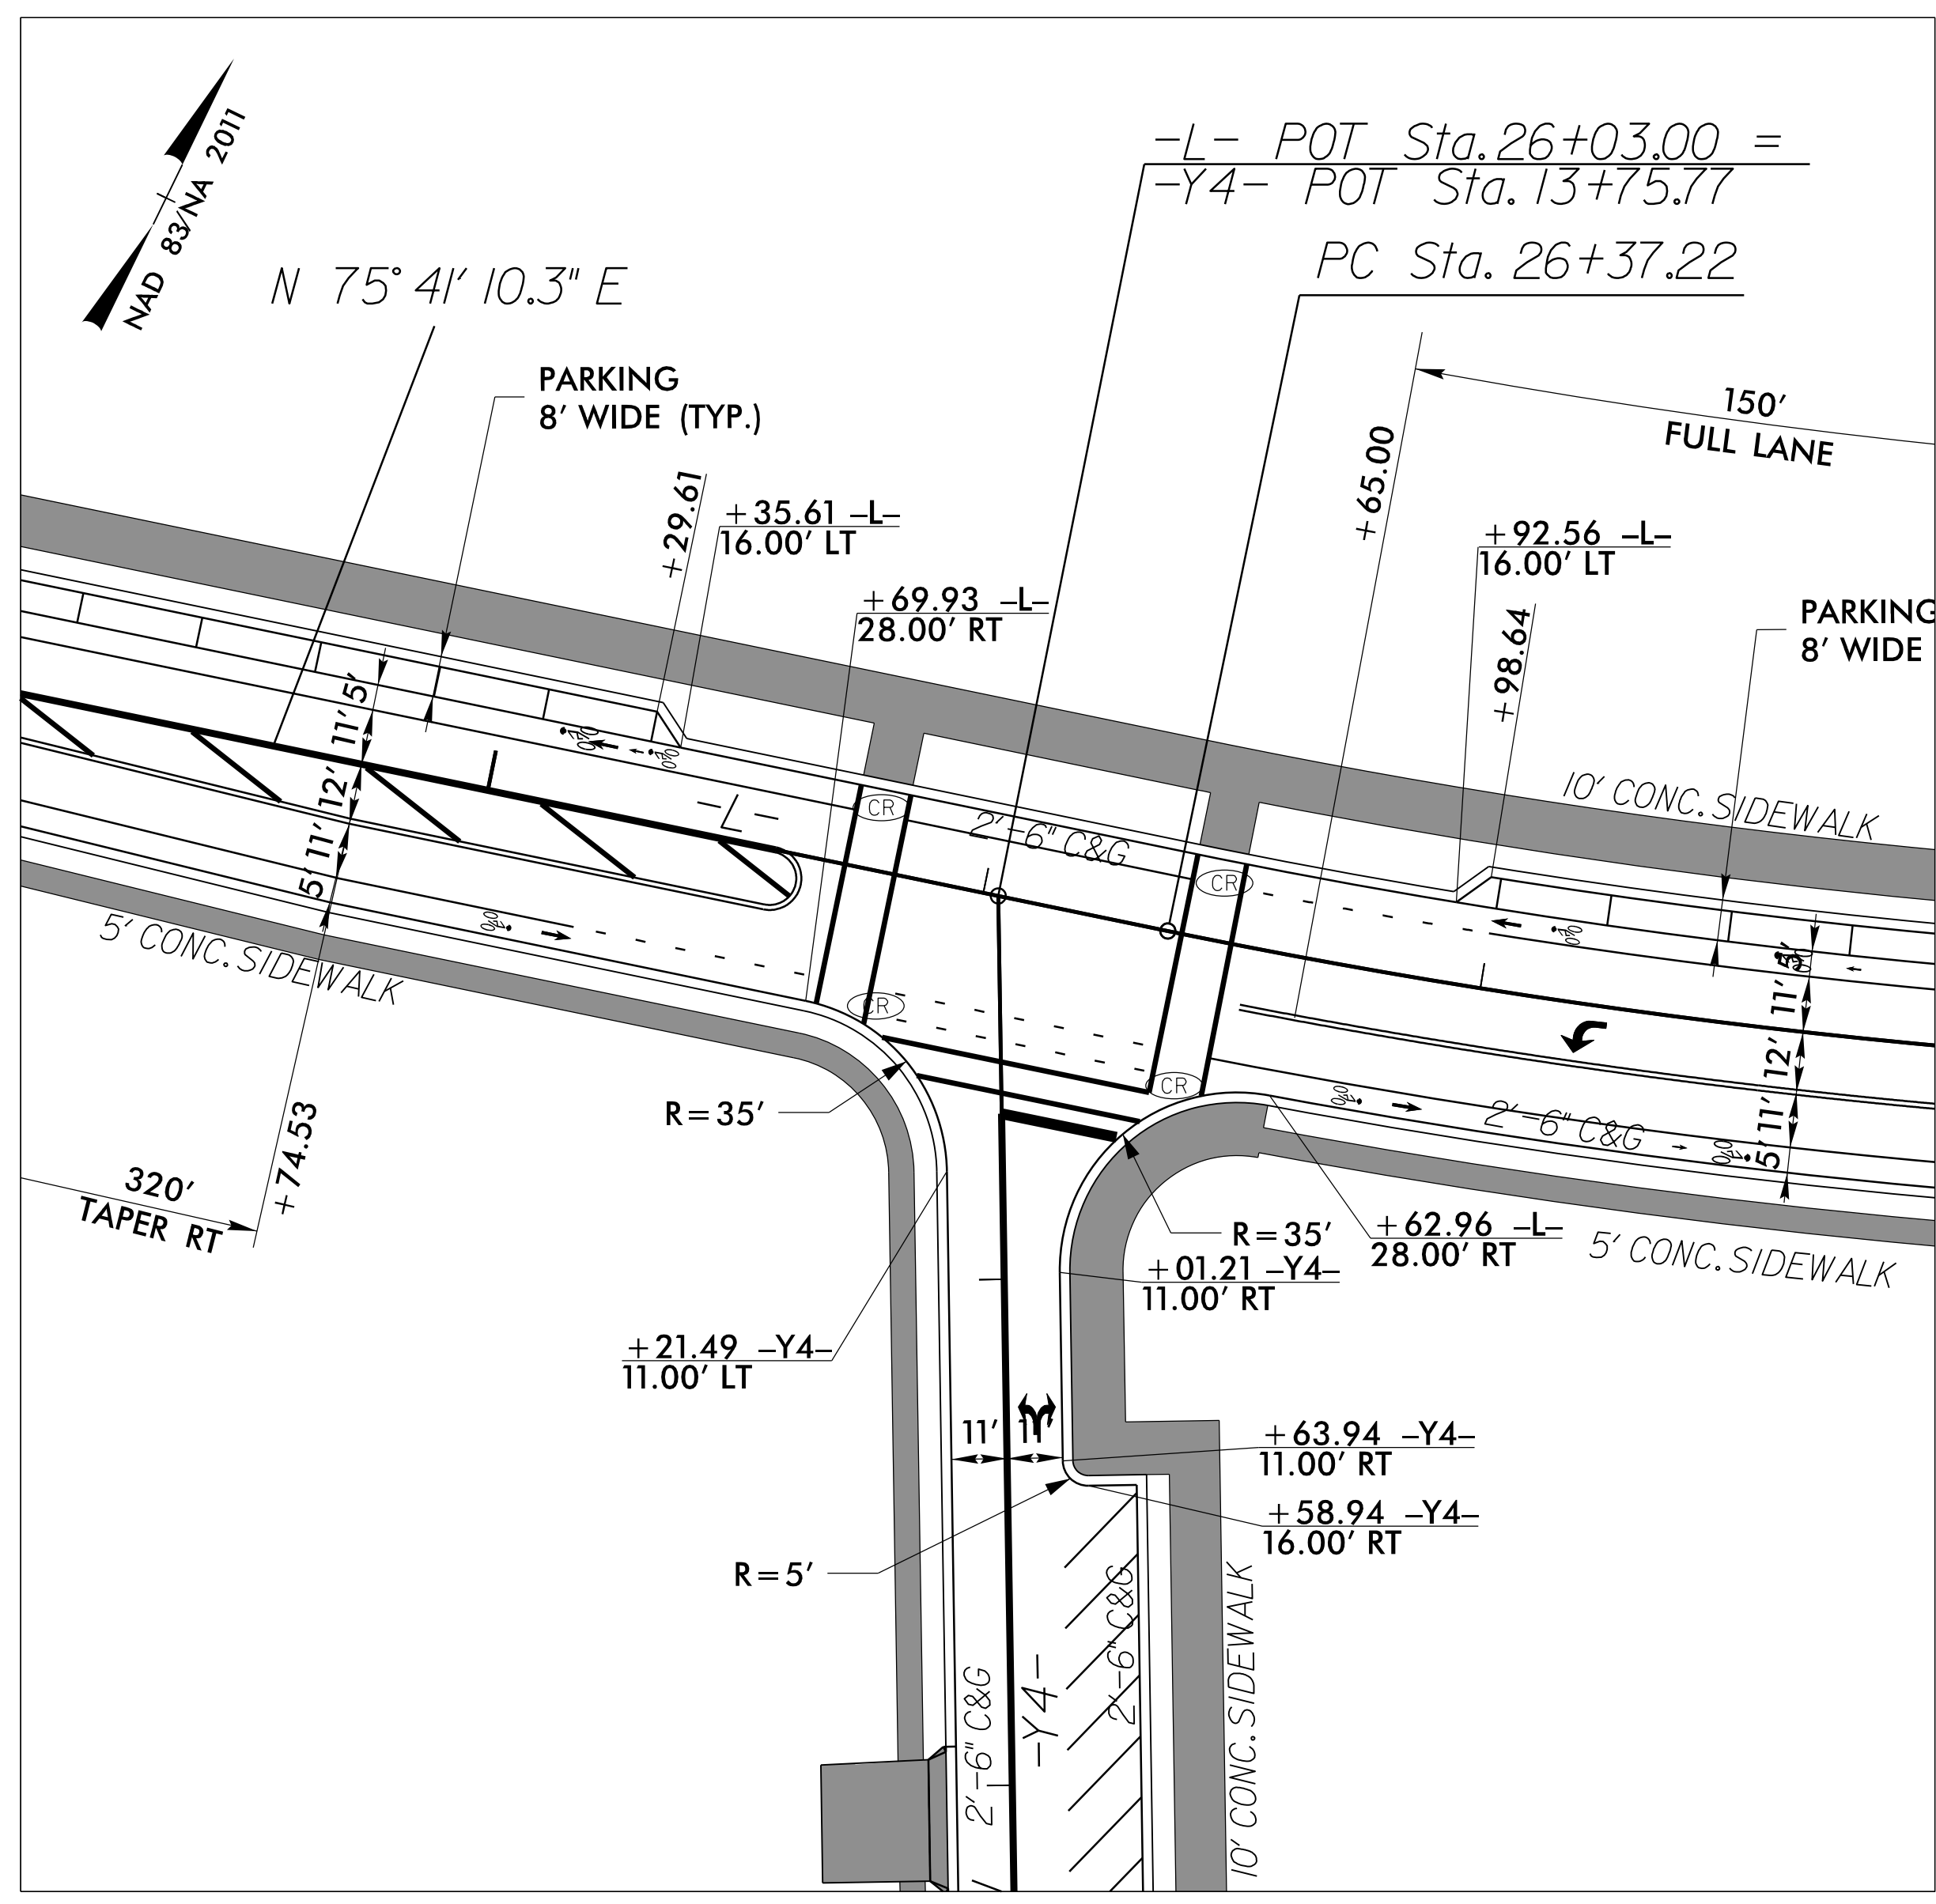 -L- POT Sta. 26+03.00 =
-Y4- POT Sta. 13+75.77
PC Sta. 26+37.22
NAD 83/NA 2011
N 75° 41' 10.3" E
PARKING
8' WIDE (TYP.)
150'
FULL LANE
+29.61
+35.61 -L-
16.00' LT
+65.00
+92.56 -L-
16.00' LT
+69.93 -L-
28.00' RT
+98.64
PARKING
8' WIDE
5'
11'
12'
11'
5'
-L-
CR
2'-6" C&G
CR
10' CONC. SIDEWALK
5' CONC. SIDEWALK
CR
CR
5'
11'
12'
11'
5'
2'-6" C&G
R=35'
+74.53
320'
TAPER RT
R=35'
+62.96 -L-
28.00' RT
5' CONC. SIDEWALK
+01.21 -Y4-
11.00' RT
+21.49 -Y4-
11.00' LT
11'
11'
+63.94 -Y4-
11.00' RT
+58.94 -Y4-
16.00' RT
R=5'
2'-6" C&G
-Y4-
2'-6" C&G
10' CONC. SIDEWALK